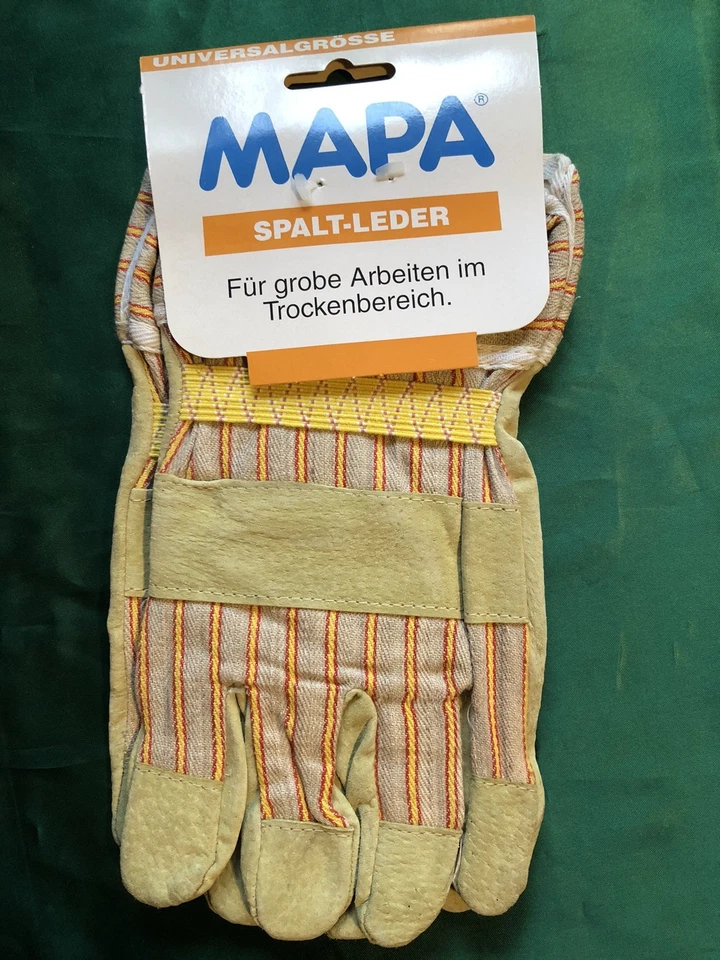 UNIVERSALGRÖSSE
MAPA®
SPALT-LEDER
Für grobe Arbeiten im
Trockenbereich.